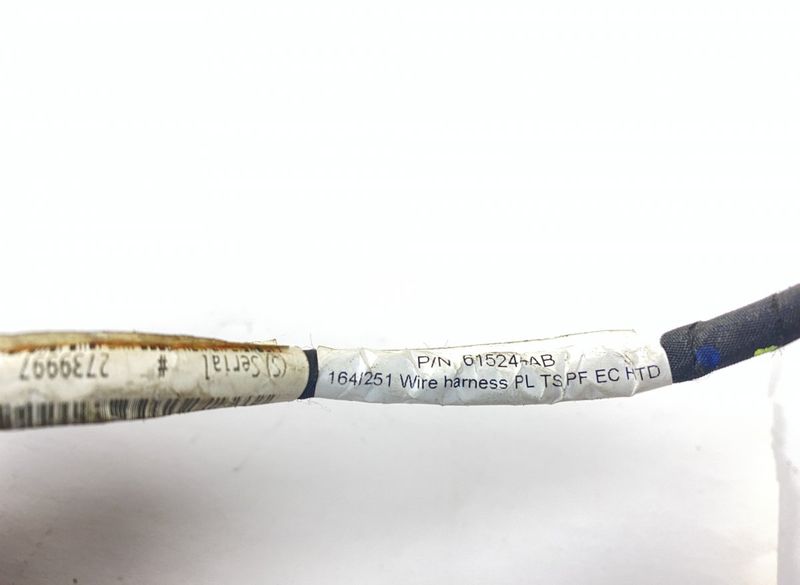 P/N 61524-AB
164/251 Wire harness PL TSPF EC HTD
(S) Serial # 2739997